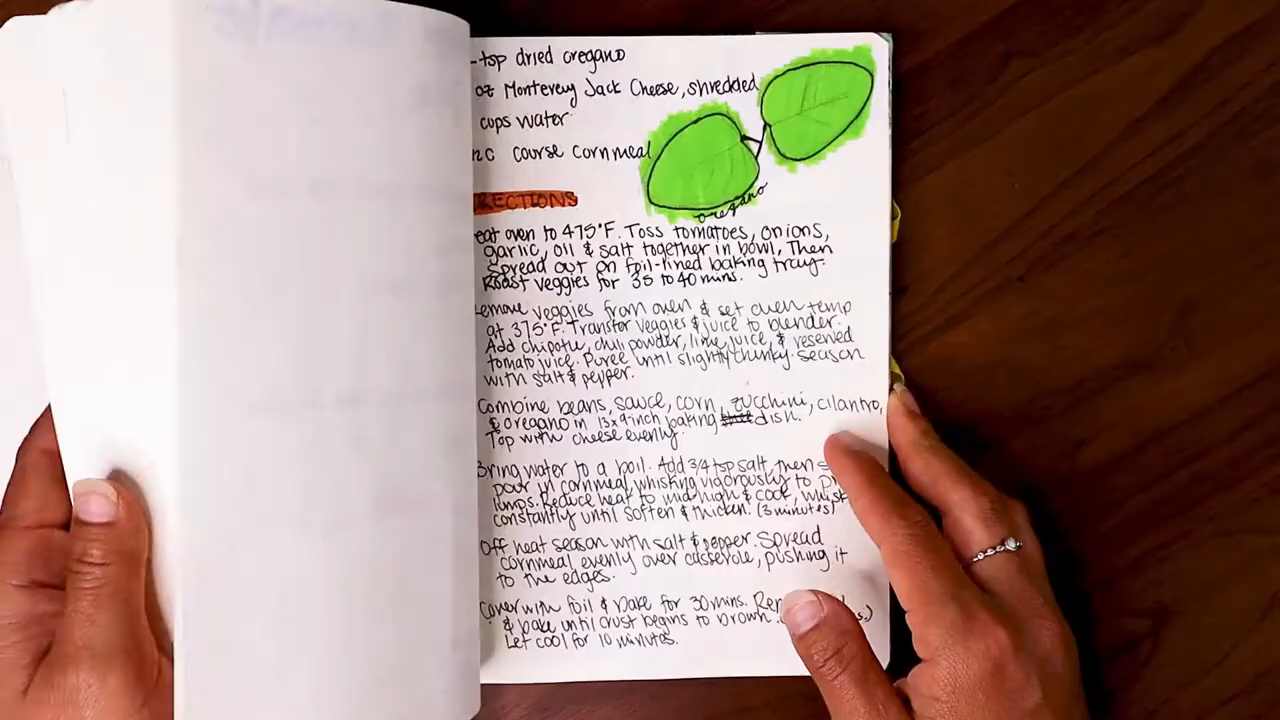 tsp dried oregano
oz Monterey Jack Cheese, shredded
cups water
course cornmeal
oregano
RECTIONS
eat oven to 475°F. Toss tomatoes, onions,
garlic, oil & salt together in bowl. Then
spread out on foil-lined baking tray.
Roast veggies for 35 to 40 mins.
emove veggies from oven & set oven temp
at 375°F. Transfer veggies & juice to blender.
Add chipotle, chili powder, lime juice, & reserved
tomato juice. Puree until slightly chunky. Season
with salt & pepper.
Combine beans, sauce, corn, zucchini, cilantro,
& oregano in 13x9 inch baking dish.
Top with cheese evenly.
Bring water to a boil. Add 3/4 tsp salt, then
pour in cornmeal, whisking vigorously to
lumps. Reduce heat to mid-high & cook, whisk
constantly until soften & thicken. (3 minutes)
Off heat season with salt & pepper. Spread
cornmeal evenly over casserole, pushing it
to the edges.
Cover with foil & bake for 30 mins.
& bake until crust begins to brown.
Let cool for 10 minutes.